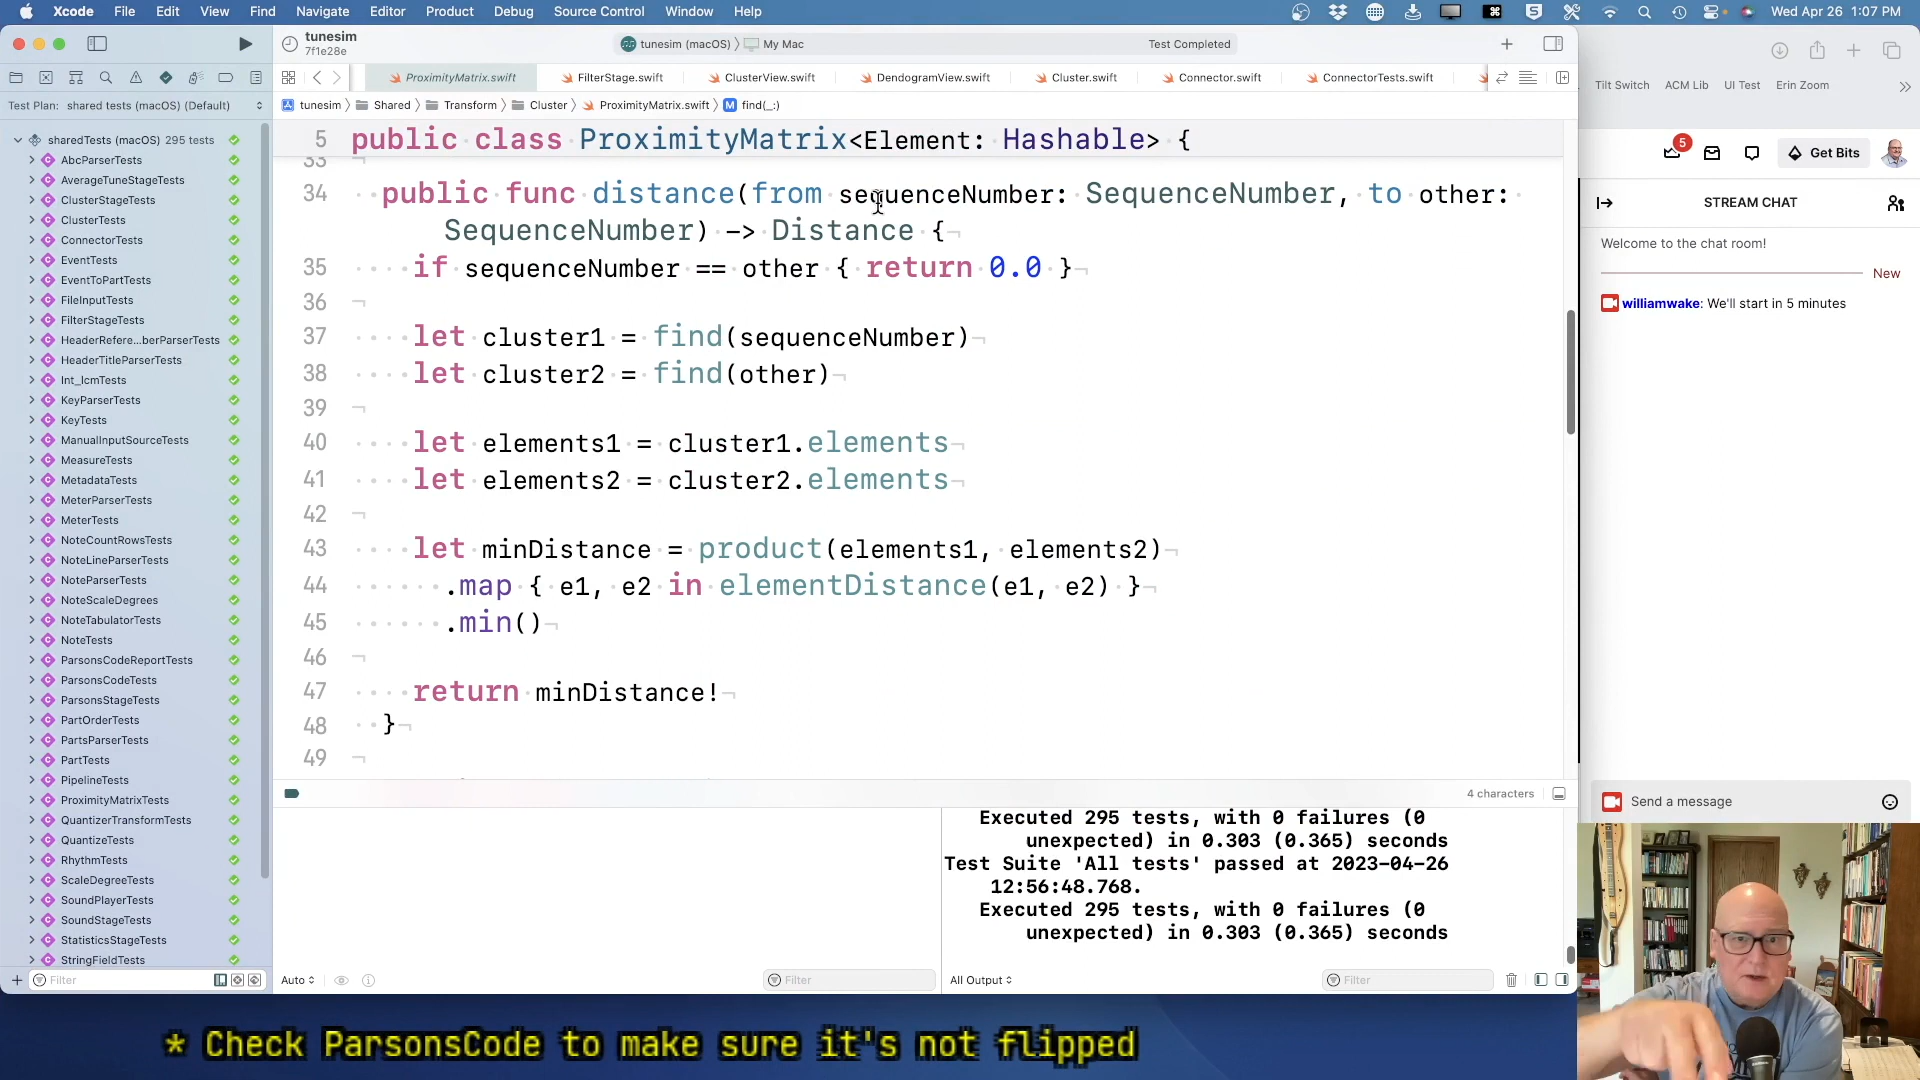 Xcode File Edit View Find Navigate Editor Product Debug Source Control Window Help
Wed Apr 26 1:07 PM
tunesim
7f1e28e
tunesim (macOS) My Mac
Test Completed
ProximityMatrix.swift
FilterStage.swift
ClusterView.swift
DendogramView.swift
Cluster.swift
Connector.swift
ConnectorTests.swift
Test Plan: shared tests (macOS) (Default)
tunesim Shared Transform Cluster ProximityMatrix.swift M find(_:)
sharedTests (macOS) 295 tests
AbcParserTests
AverageTuneStageTests
ClusterStageTests
ClusterTests
ConnectorTests
EventTests
EventToPartTests
FileInputTests
FilterStageTests
HeaderRefere...berParserTests
HeaderTitleParserTests
Int_lcmTests
KeyParserTests
KeyTests
ManualInputSourceTests
MeasureTests
MetadataTests
MeterParserTests
MeterTests
NoteCountRowsTests
NoteLineParserTests
NoteParserTests
NoteScaleDegrees
NoteTabulatorTests
NoteTests
ParsonsCodeReportTests
ParsonsCodeTests
ParsonsStageTests
PartOrderTests
PartsParserTests
PartTests
PipelineTests
ProximityMatrixTests
QuantizerTransformTests
QuantizeTests
RhythmTests
ScaleDegreeTests
SoundPlayerTests
SoundStageTests
StatisticsStageTests
StringFieldTests
Filter
5 public class ProximityMatrix<Element: Hashable> {
33
34 public func distance(from sequenceNumber: SequenceNumber, to other:
SequenceNumber) -> Distance {
35 if sequenceNumber == other { return 0.0 }
36
37 let cluster1 = find(sequenceNumber)
38 let cluster2 = find(other)
39
40 let elements1 = cluster1.elements
41 let elements2 = cluster2.elements
42
43 let minDistance = product(elements1, elements2)
44 .map { e1, e2 in elementDistance(e1, e2) }
45 .min()
46
47 return minDistance!
48 }
49
4 characters
Executed 295 tests, with 0 failures (0
unexpected) in 0.303 (0.365) seconds
Test Suite 'All tests' passed at 2023-04-26
12:56:48.768.
Executed 295 tests, with 0 failures (0
unexpected) in 0.303 (0.365) seconds
Auto
Filter
All Output
Filter
Tilt Switch ACM Lib UI Test Erin Zoom
5
Get Bits
STREAM CHAT
Welcome to the chat room!
New
williamwake: We'll start in 5 minutes
Send a message
* Check ParsonsCode to make sure it's not flipped